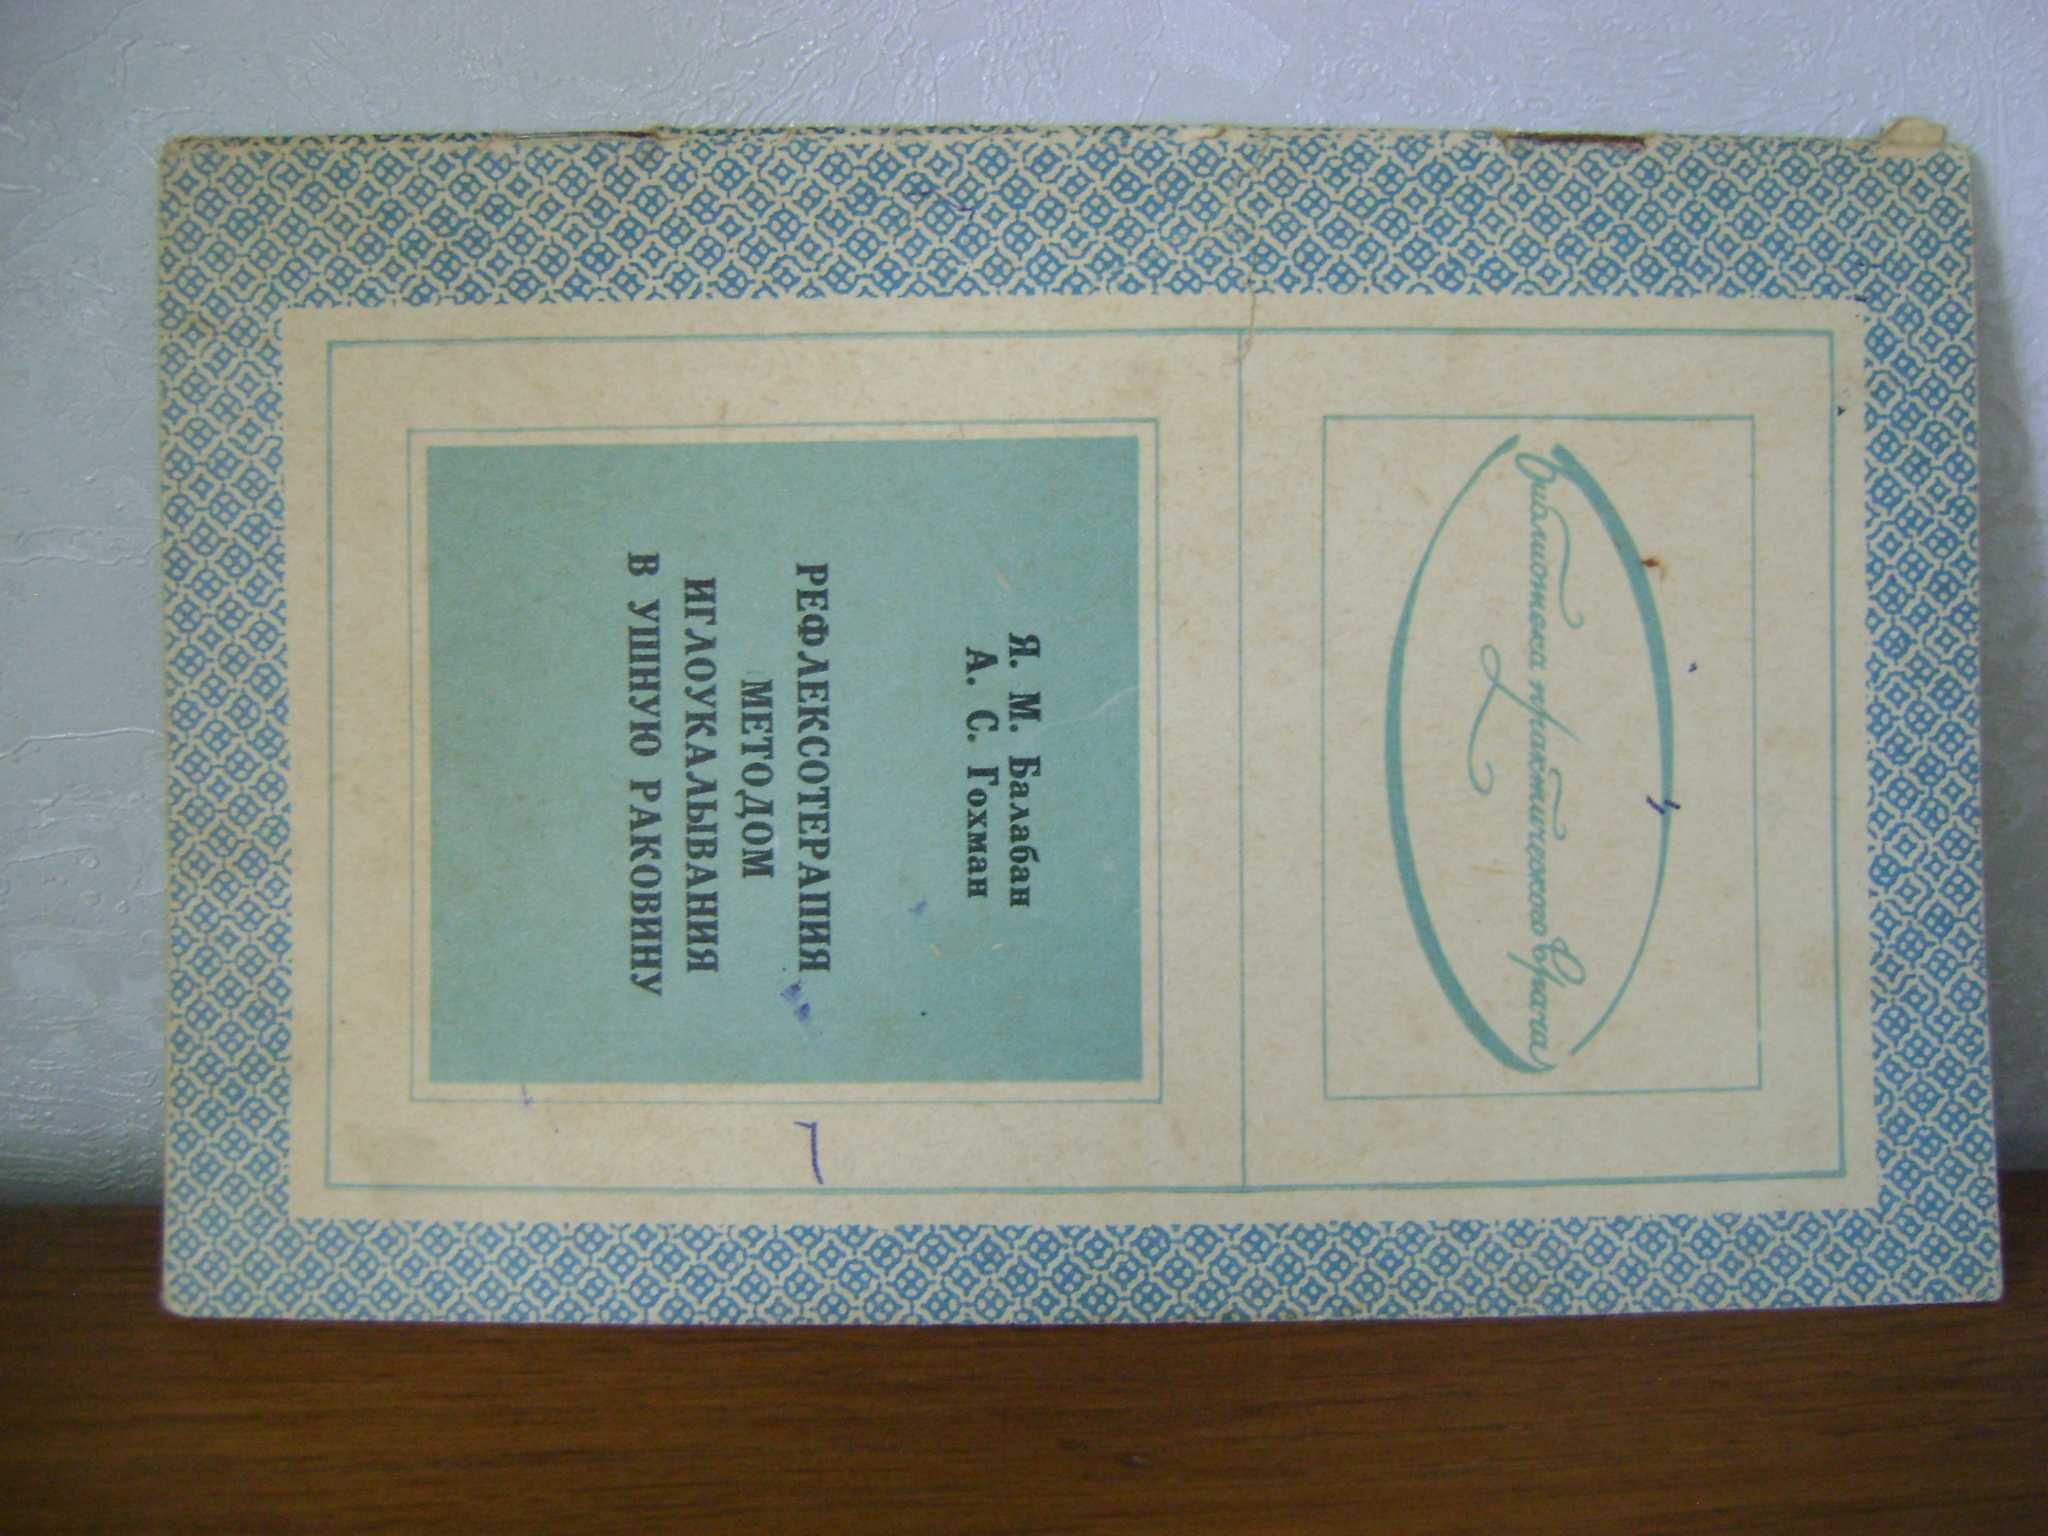 Библиотека практического врача
Я. М. Балабан
А. С. Гохман
РЕФЛЕКСОТЕРАПИЯ
МЕТОДОМ
ИГЛОУКАЛЫВАНИЯ
В УШНУЮ РАКОВИНУ